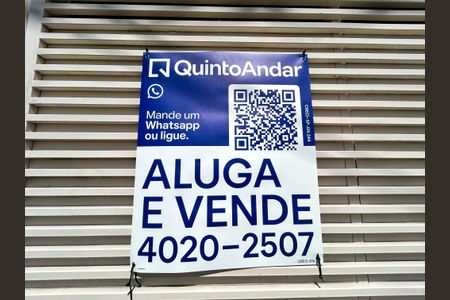 QuintoAndar
Mande um
Whatsapp
ou ligue.
ALUGA
E VENDE
4020-2507